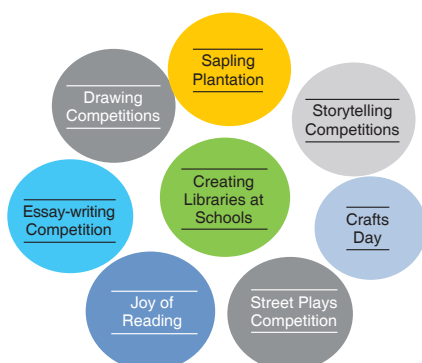 Sapling
Plantation
Drawing
Competitions
Storytelling
Competitions
Creating
Libraries at
Schools
Essay-writing
Competition
Crafts
Day
Joy of
Reading
Street Plays
Competition